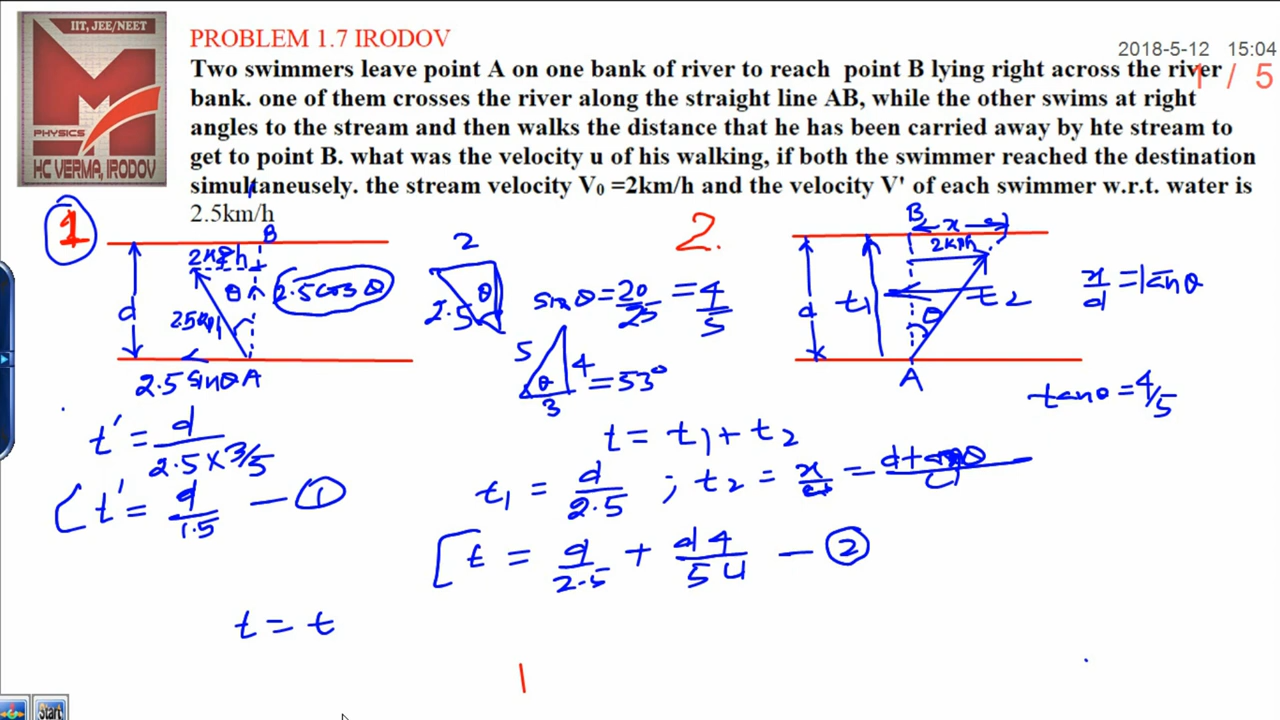 IIT, JEE/NEET
PHYSICS
HC VERMA, IRODOV
PROBLEM 1.7 IRODOV
2018-5-12 15:04
1 / 5
Two swimmers leave point A on one bank of river to reach point B lying right across the river
bank. one of them crosses the river along the straight line AB, while the other swims at right
angles to the stream and then walks the distance that he has been carried away by hte stream to
get to point B. what was the velocity u of his walking, if both the swimmer reached the destination
simultaneusely. the stream velocity V₀ =2km/h and the velocity V' of each swimmer w.r.t. water is
2.5km/h
1
B
d
θ
2.5cosθ
2.5sinθ A
2
2.5 θ
sinθ = 20/25 = 4/5
5 4
θ = 53°
3
2.
B x
d t₁ t₂
θ
A
x/d = tanθ
tanθ = 4/5
t' = d/2.5×3/5
t' = d/1.5 — ①
t = t₁ + t₂
t₁ = d/2.5 ; t₂ = x/u =
[ t = d/2.5 + d4/5u — ②
t = t
Start